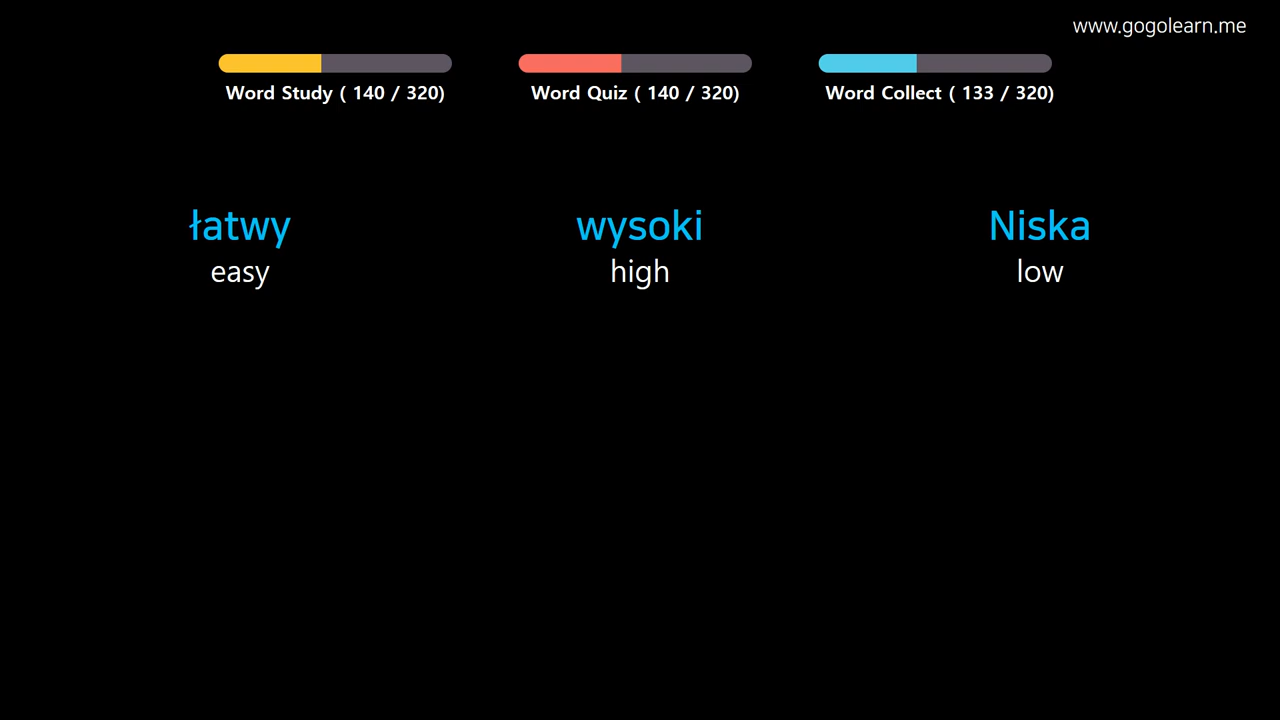 www.gogolearn.me
Word Study ( 140 / 320)
Word Quiz ( 140 / 320)
Word Collect ( 133 / 320)
łatwy
easy
wysoki
high
Niska
low